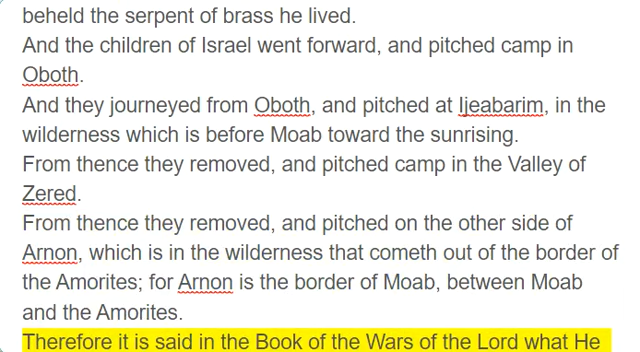 beheld the serpent of brass he lived.
And the children of Israel went forward, and pitched camp in
Oboth.
And they journeyed from Oboth, and pitched at Ijeabarim, in the
wilderness which is before Moab toward the sunrising.
From thence they removed, and pitched camp in the Valley of
Zered.
From thence they removed, and pitched on the other side of
Arnon, which is in the wilderness that cometh out of the border of
the Amorites; for Arnon is the border of Moab, between Moab
and the Amorites.
Therefore it is said in the Book of the Wars of the Lord what He